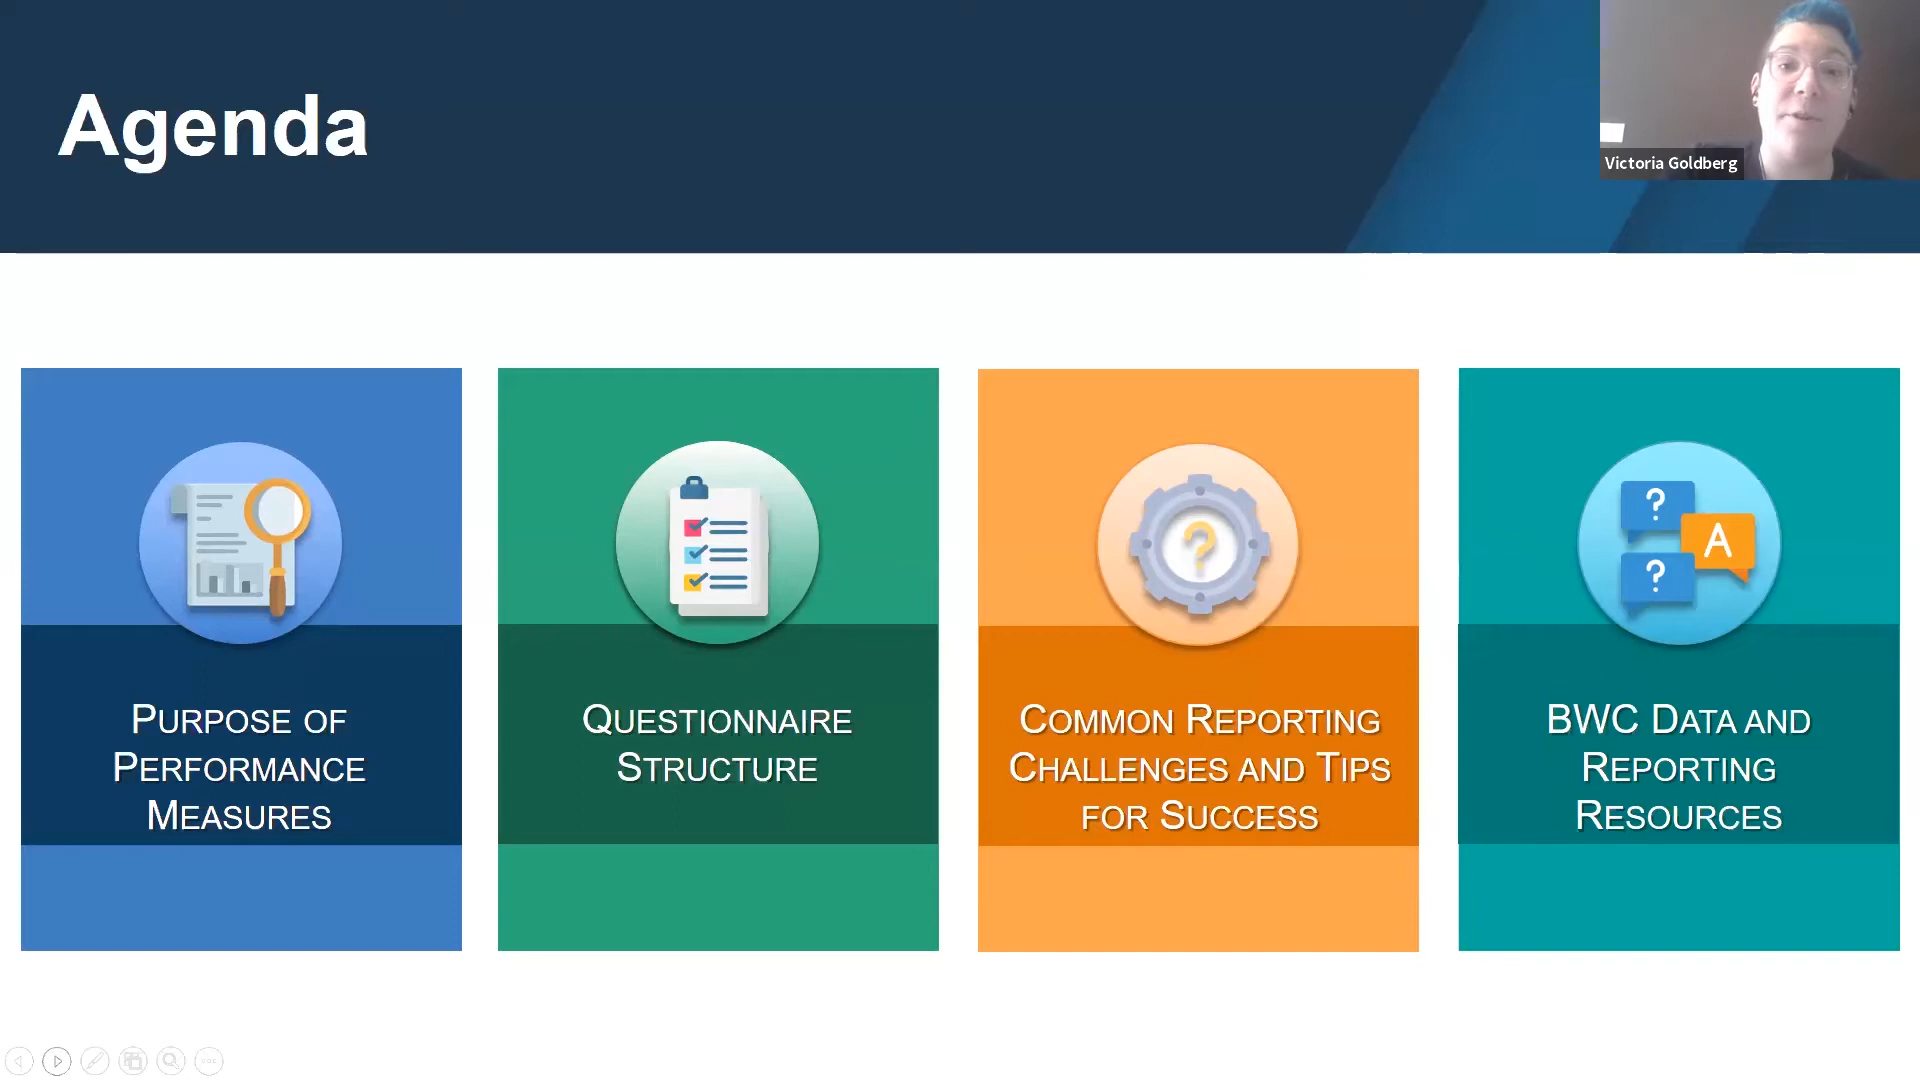 Agenda
Victoria Goldberg
? A ?
?
PURPOSE OF
PERFORMANCE
MEASURES
QUESTIONNAIRE
STRUCTURE
COMMON REPORTING
CHALLENGES AND TIPS
FOR SUCCESS
BWC DATA AND
REPORTING
RESOURCES